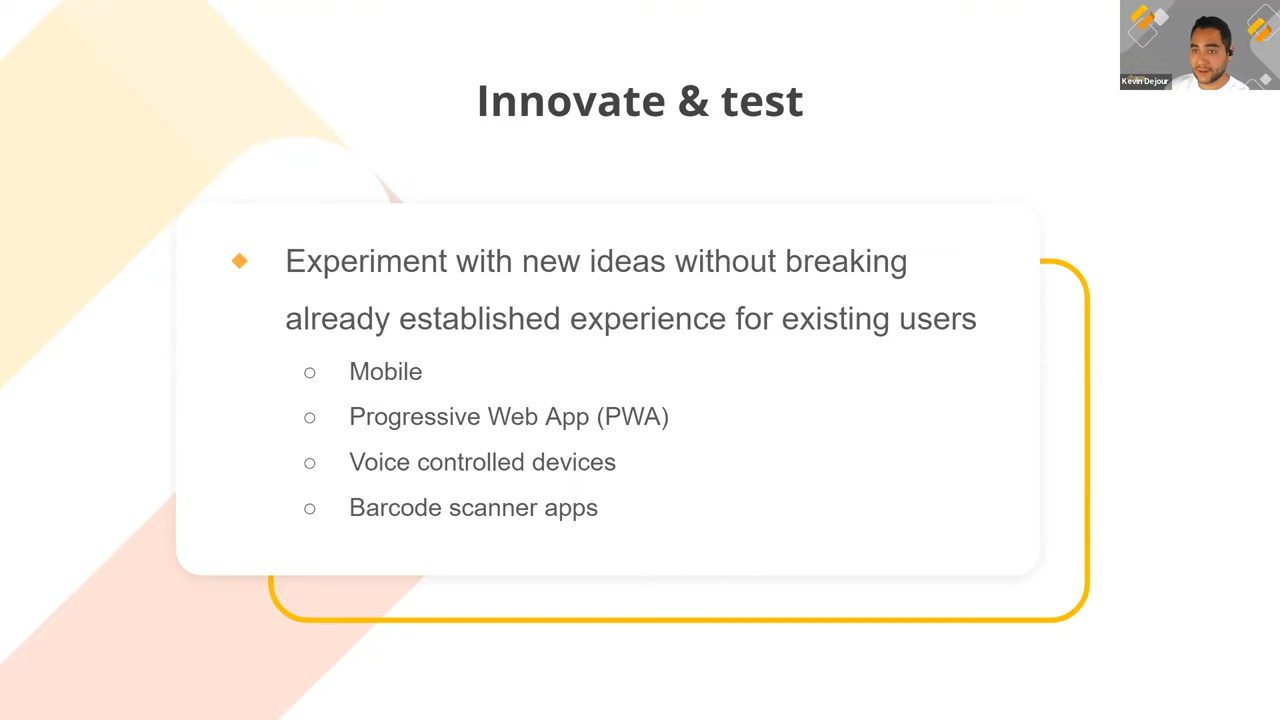 Innovate & test
Kevin Dejour
Experiment with new ideas without breaking
already established experience for existing users
Mobile
Progressive Web App (PWA)
Voice controlled devices
Barcode scanner apps